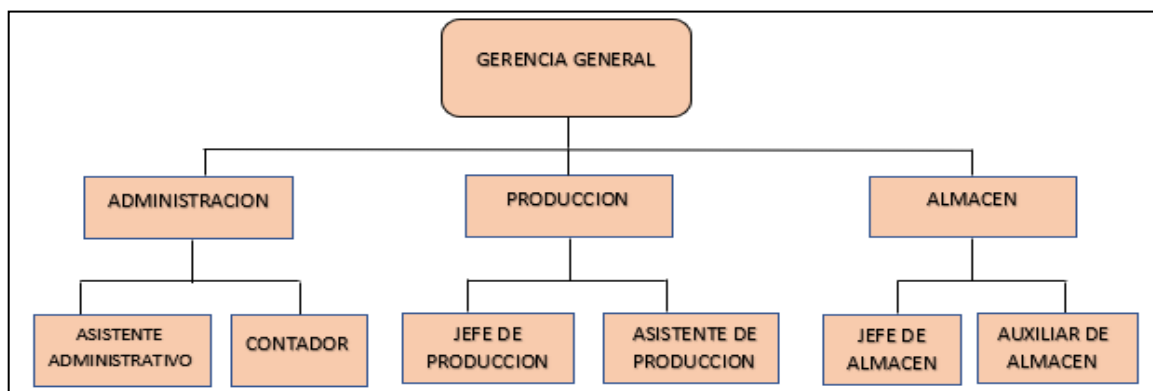 GERENCIA GENERAL
ADMINISTRACION
PRODUCCION
ALMACEN
ASISTENTE
ADMINISTRATIVO
CONTADOR
JEFE DE
PRODUCCION
ASISTENTE DE
PRODUCCION
JEFE DE
ALMACEN
AUXILIAR DE
ALMACEN